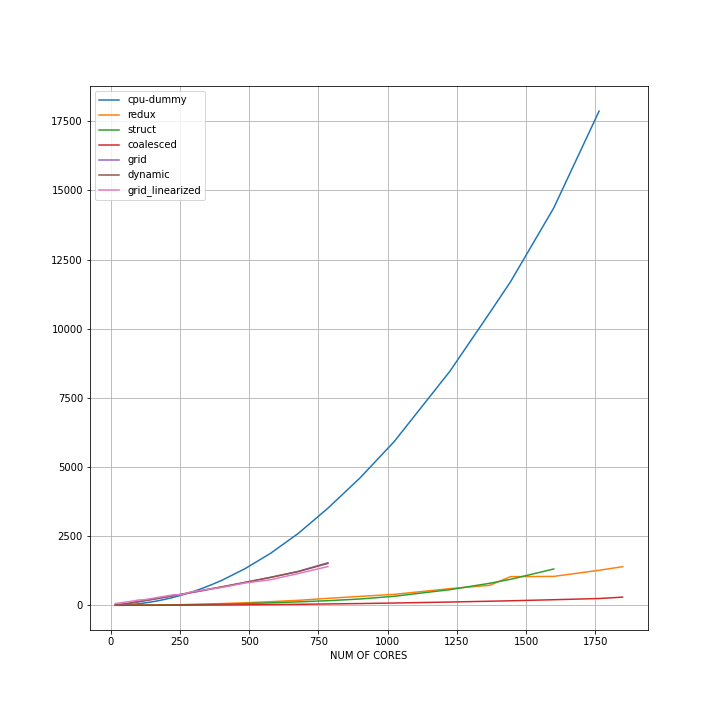 cpu-dummy
redux
struct
coalesced
grid
dynamic
grid_linearized
17500
15000
12500
10000
7500
5000
2500
0
0 250 500 750 1000 1250 1500 1750
NUM OF CORES